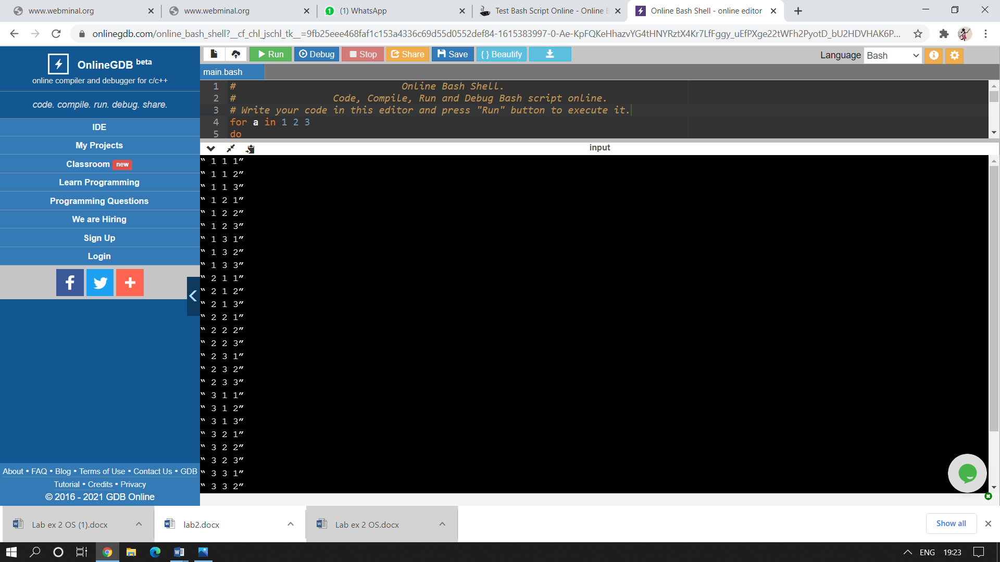 www.webminal.org
www.webminal.org
(1) WhatsApp
Test Bash Script Online - Online B
Online Bash Shell - online editor
onlinegdb.com/online_bash_shell?__cf_chl_jschl_tk__=9fb25eee468faf1c153a4336c69d55d0552def84-1615383997-0-Ae-KpFQKeHhazvYG4tHNYRztX4Kr7LfFggy_uEfPXge22tWFh2PyotD_bU2HDVHAK6P...
OnlineGDB beta
online compiler and debugger for c/c++
code. compile. run. debug. share.
IDE
My Projects
Classroom new
Learn Programming
Programming Questions
We are Hiring
Sign Up
Login
About • FAQ • Blog • Terms of Use • Contact Us • GDB
Tutorial • Credits • Privacy
© 2016 - 2021 GDB Online
Run Debug Stop Share Save { } Beautify
Language Bash
main.bash
1 # Online Bash Shell.
2 # Code, Compile, Run and Debug Bash script online.
3 # Write your code in this editor and press "Run" button to execute it.
4 for a in 1 2 3
5 do
input
“ 1 1 1”
“ 1 1 2”
“ 1 1 3”
“ 1 2 1”
“ 1 2 2”
“ 1 2 3”
“ 1 3 1”
“ 1 3 2”
“ 1 3 3”
“ 2 1 1”
“ 2 1 2”
“ 2 1 3”
“ 2 2 1”
“ 2 2 2”
“ 2 2 3”
“ 2 3 1”
“ 2 3 2”
“ 2 3 3”
“ 3 1 1”
“ 3 1 2”
“ 3 1 3”
“ 3 2 1”
“ 3 2 2”
“ 3 2 3”
“ 3 3 1”
“ 3 3 2”
Lab ex 2 OS (1).docx
lab2.docx
Lab ex 2 OS.docx
Show all
ENG 19:23